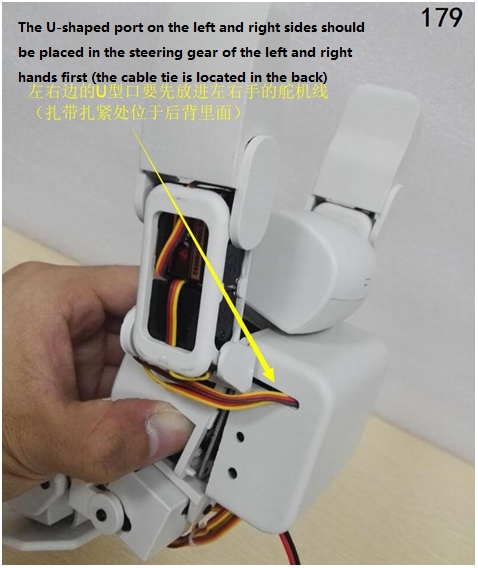 179
The U-shaped port on the left and right sides should
be placed in the steering gear of the left and right
hands first (the cable tie is located in the back)
左右边的U型口要先放进左右手的舵机线
（扎带扎紧处位于后背里面）